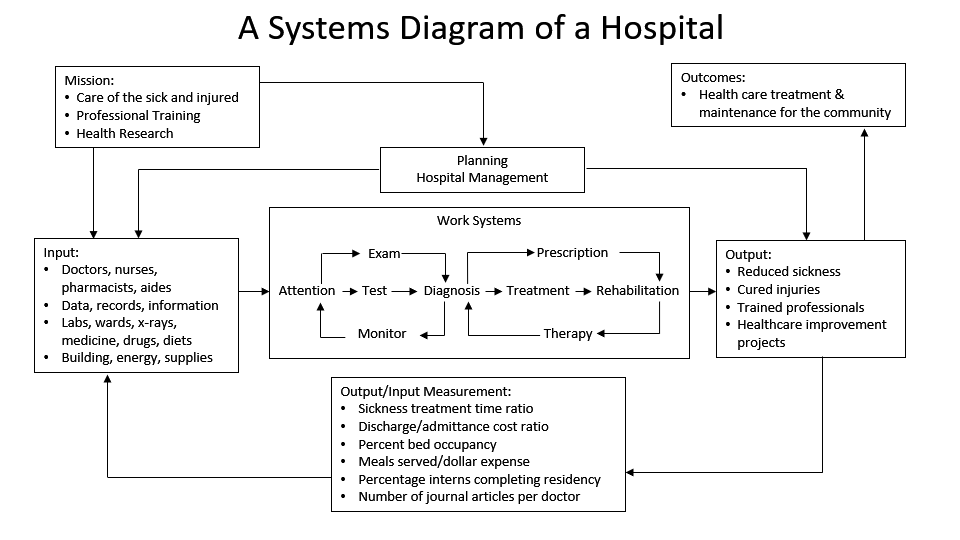 A Systems Diagram of a Hospital
Mission:
• Care of the sick and injured
• Professional Training
• Health Research
Outcomes:
• Health care treatment &
maintenance for the community
Planning
Hospital Management
Input:
• Doctors, nurses,
pharmacists, aides
• Data, records, information
• Labs, wards, x-rays,
medicine, drugs, diets
• Building, energy, supplies
Work Systems
Exam
Prescription
Attention
Test
Diagnosis
Treatment
Rehabilitation
Monitor
Therapy
Output:
• Reduced sickness
• Cured injuries
• Trained professionals
• Healthcare improvement
projects
Output/Input Measurement:
• Sickness treatment time ratio
• Discharge/admittance cost ratio
• Percent bed occupancy
• Meals served/dollar expense
• Percentage interns completing residency
• Number of journal articles per doctor